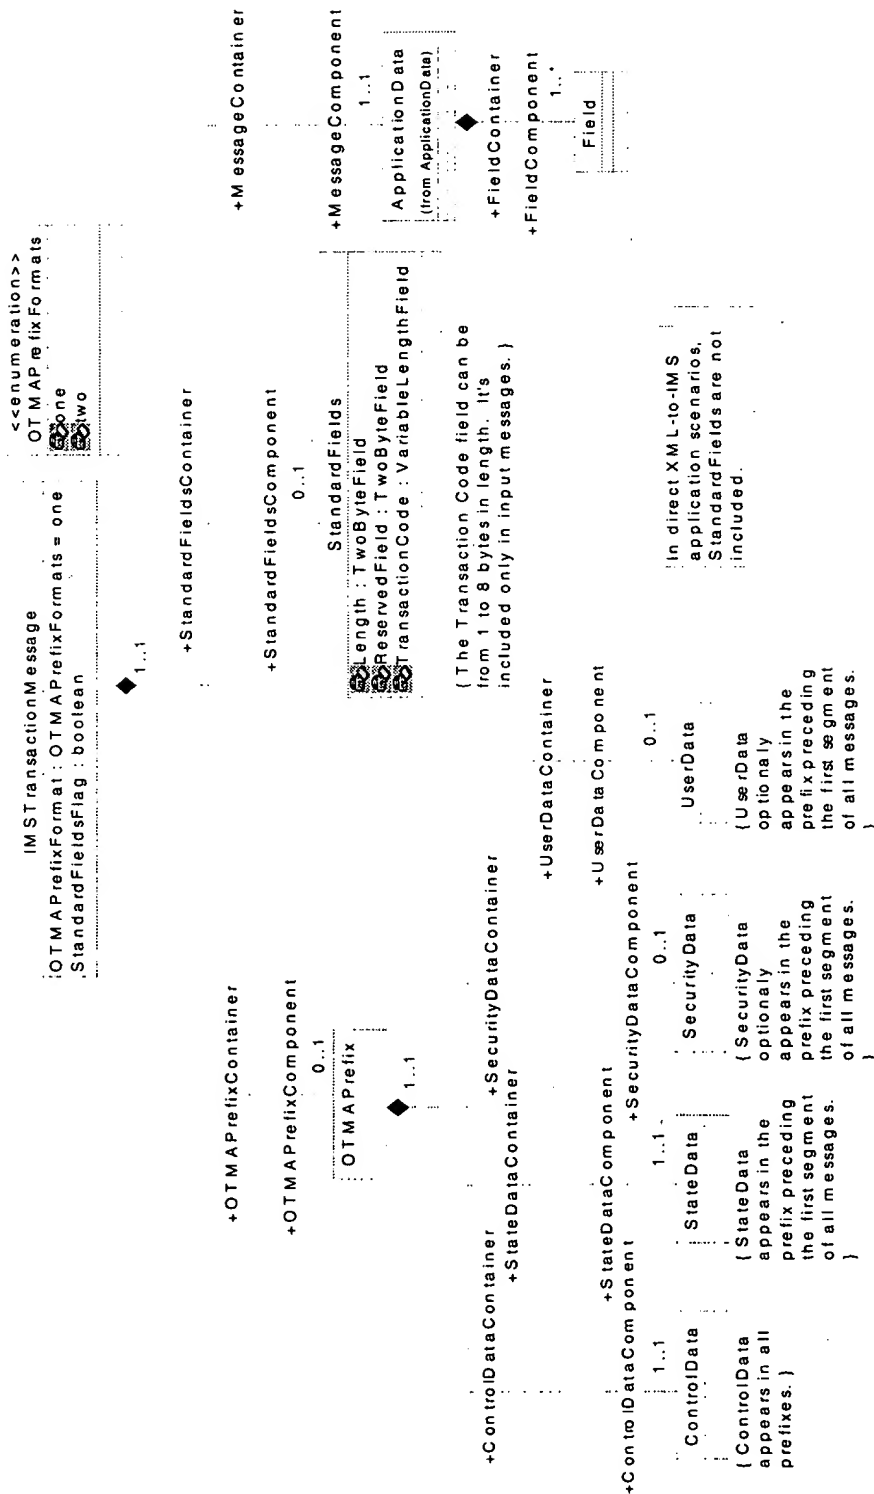 IMSTransactionMessage
OTMAPrefixFormat : OTMAPrefixFormats = one
StandardFieldsFlag : boolean
<<enumeration>>
OTMAPrefixFormats
one
two
1..1
+OTMAPrefixContainer
+StandardFieldsContainer
+MessageContainer
+OTMAPrefixComponent
0..1
+StandardFieldsComponent
0..1
+MessageComponent
1..1
OTMAPrefix
1..1
StandardFields
Length : TwoByteField
ReservedField : TwoByteField
TransactionCode : VariableLengthField
{The Transaction Code field can be
from 1 to 8 bytes in length. It's
included only in input messages.}
ApplicationData
(from ApplicationData)
+FieldContainer
+FieldComponent
1..*
Field
+ControlDataContainer
+StateDataContainer
+SecurityDataContainer
+UserDataContainer
+ControlDataComponent
1..1
+StateDataComponent
1..1
+SecurityDataComponent
0..1
+UserDataComponent
0..1
ControlData
{ControlData
appears in all
prefixes.}
StateData
{StateData
appears in the
prefix preceding
the first segment
of all messages.
}
SecurityData
{SecurityData
optionaly
appears in the
prefix preceding
the first segment
of all messages.
}
UserData
{UserData
optionaly
appears in the
prefix preceding
the first segment
of all messages.
}
In direct XML-to-IMS
application scenarios,
StandardFields are not
included.